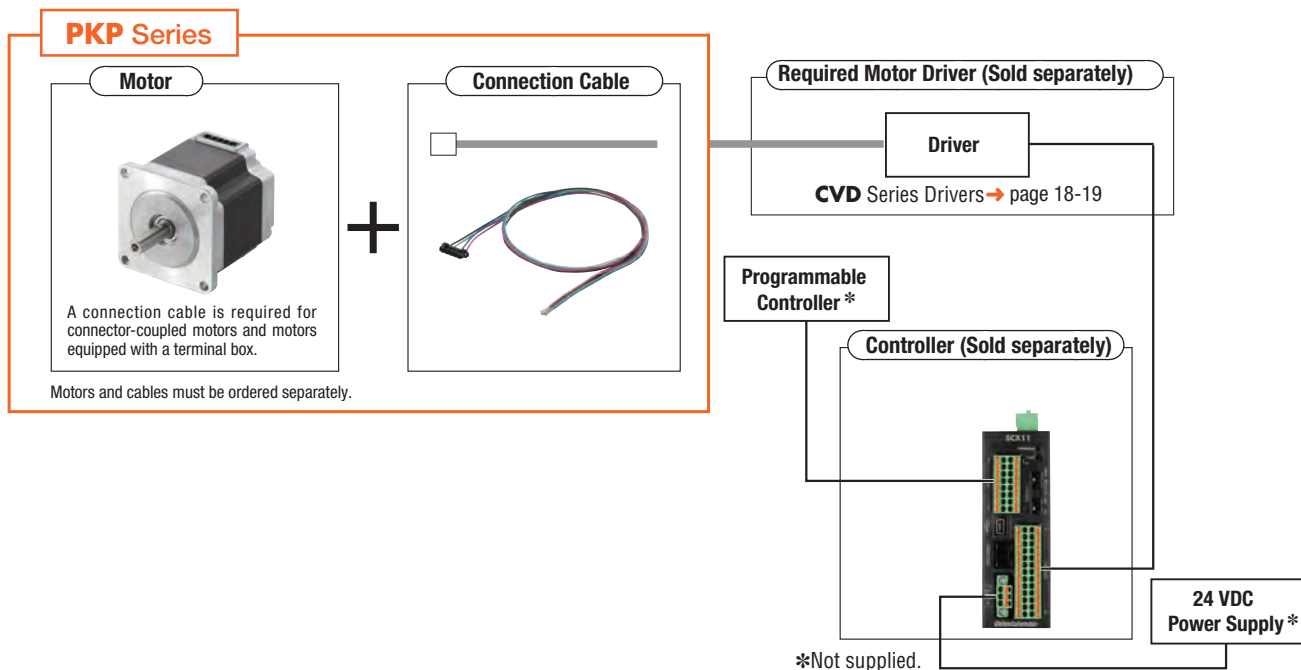 PKP Series
Motor
Connection Cable
A connection cable is required for
connector-coupled motors and motors
equipped with a terminal box.
Motors and cables must be ordered separately.
Required Motor Driver (Sold separately)
Driver
CVD Series Drivers➜ page 18-19
Programmable
Controller＊
Controller (Sold separately)
SCX11
Orientalmotor
24 VDC
Power Supply＊
＊Not supplied.